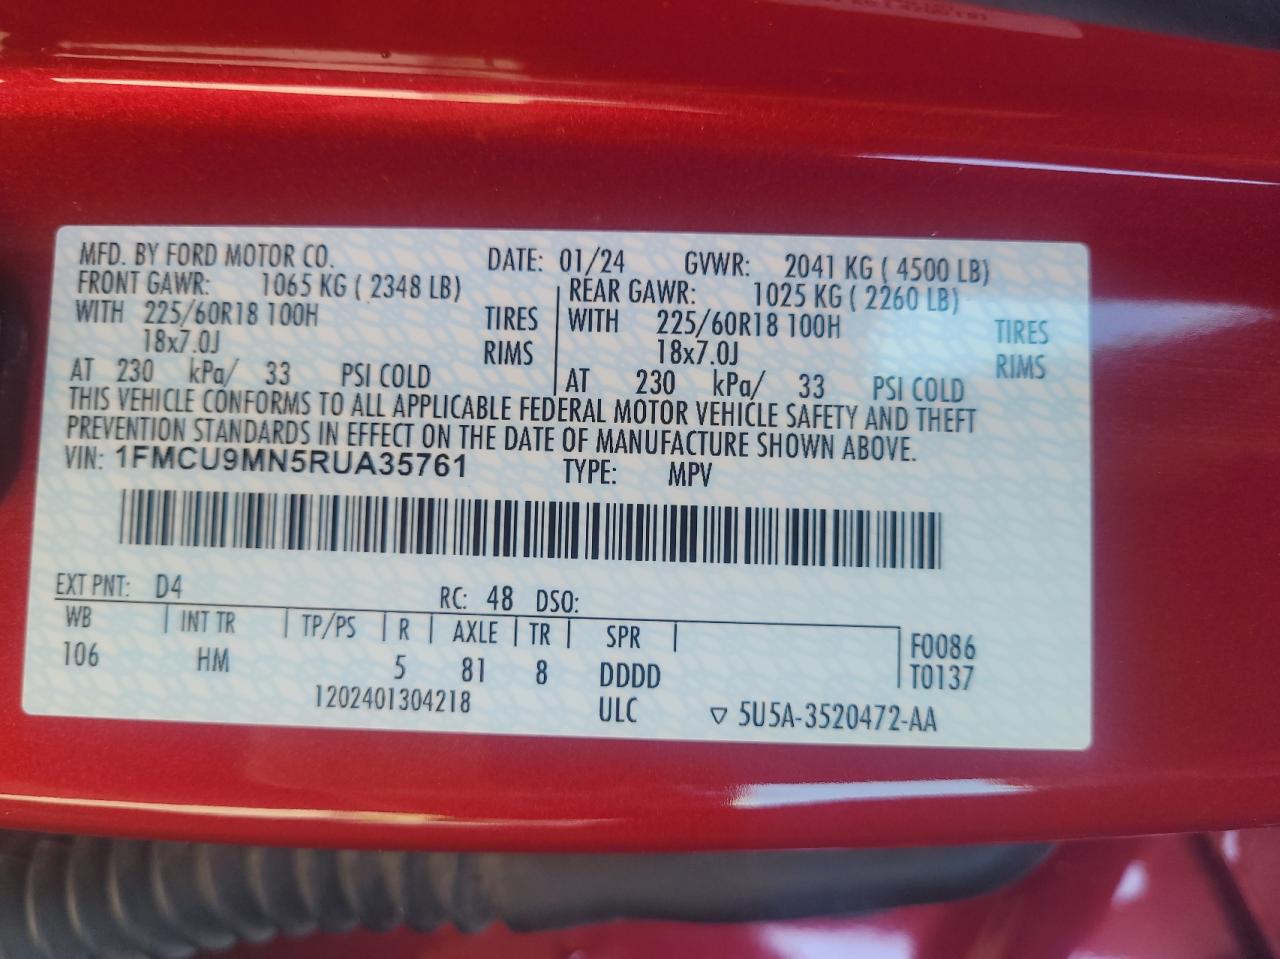 MFD. BY FORD MOTOR CO. DATE: 01/24 GVWR: 2041 KG ( 4500 LB)
FRONT GAWR: 1065 KG ( 2348 LB) REAR GAWR: 1025 KG ( 2260 LB)
WITH 225/60R18 100H TIRES WITH 225/60R18 100H TIRES
18x7.0J RIMS 18x7.0J RIMS
AT 230 kPa/ 33 PSI COLD AT 230 kPa/ 33 PSI COLD
THIS VEHICLE CONFORMS TO ALL APPLICABLE FEDERAL MOTOR VEHICLE SAFETY AND THEFT
PREVENTION STANDARDS IN EFFECT ON THE DATE OF MANUFACTURE SHOWN ABOVE.
VIN: 1FMCU9MN5RUA35761 TYPE: MPV
EXT PNT: D4 RC: 48 DSO:
WB INT TR TP/PS R AXLE TR SPR F0086
106 HM 5 81 8 DDDD T0137
1202401304218 ULC ▽ 5U5A-3520472-AA